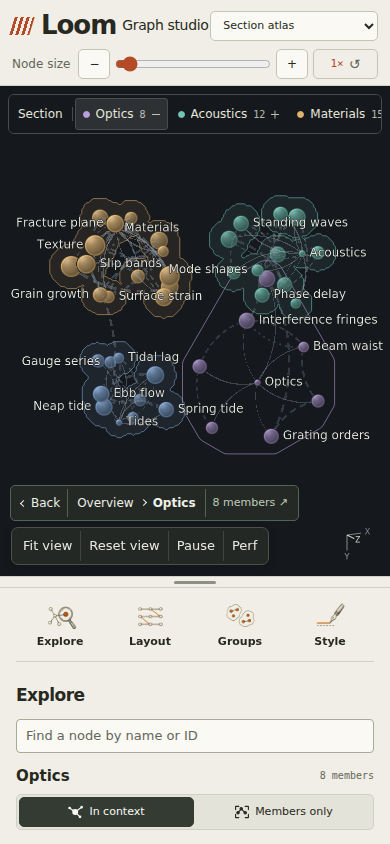 Loom Graph studio Section atlas
Node size − + 1× ↺
Section Optics 8 − Acoustics 12 + Materials 15
Standing waves
Fracture plane
Materials
Texture
Acoustics
Slip bands
Mode shapes
Grain growth
Surface strain
Phase delay
Interference fringes
Beam waist
Gauge series
Tidal lag
Optics
Ebb flow
Neap tide
Spring tide
Tides
Grating orders
‹ Back Overview › Optics 8 members ↗
Fit view Reset view Pause Perf
X
Z
Y
Explore Layout Groups Style
Explore
Find a node by name or ID
Optics 8 members
In context Members only